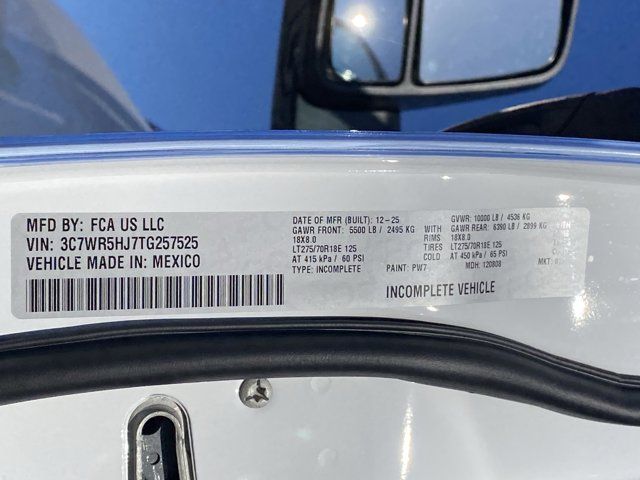 MFD BY: FCA US LLC
VIN: 3C7WR5HJ7TG257525
VEHICLE MADE IN: MEXICO
DATE OF MFR (BUILT): 12-25
GAWR FRONT: 5500 LB / 2495 KG WITH
18X8.0 RIMS
LT275/70R18E 125 TIRES
AT 415 kPa / 60 PSI COLD
TYPE: INCOMPLETE PAINT: PW7
GVWR: 10000 LB / 4536 KG
GAWR REAR: 6390 LB / 2899 KG WITH
18X8.0
LT275/70R18E 125
AT 450 kPa / 65 PSI
MDH: 120808 MKT:
INCOMPLETE VEHICLE